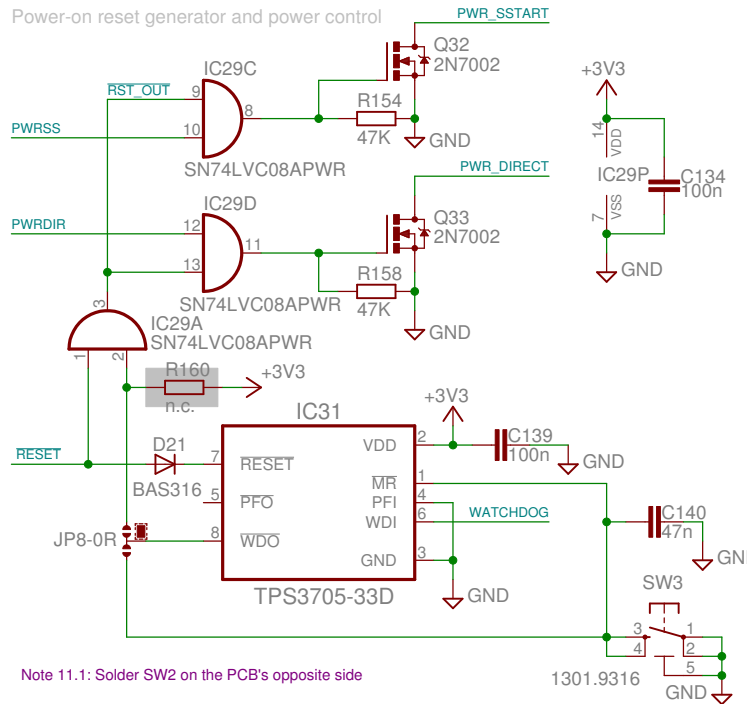 Power-on reset generator and power control
PWR_SSTART
Q32
2N7002
IC29C
RST_OUT
9
8
10
PWRSS
R154
47K
GND
SN74LVC08APWR
+3V3
14
VDD
IC29P
C134
100n
7
VSS
GND
PWR_DIRECT
IC29D
PWRDIR
12
11
13
Q33
2N7002
R158
47K
GND
SN74LVC08APWR
3
IC29A
SN74LVC08APWR
1
2
R160
n.c.
+3V3
IC31
+3V3
RESET
D21
BAS316
7
RESET
5
PFO
8
WDO
JP8-0R
VDD
2
MR
1
PFI
4
WDI
6
GND
3
TPS3705-33D
C139
100n
GND
WATCHDOG
C140
47n
GND
GND
SW3
3
1
4
2
5
1301.9316
GND
Note 11.1: Solder SW2 on the PCB's opposite side